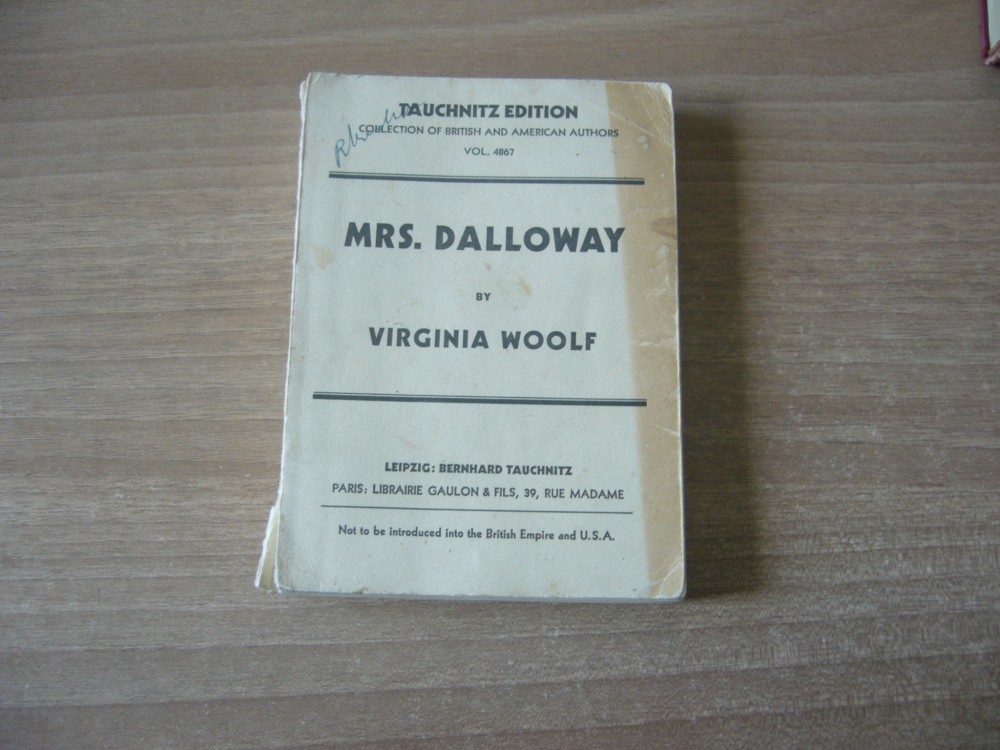 TAUCHNITZ EDITION
COLLECTION OF BRITISH AND AMERICAN AUTHORS
VOL. 4867
MRS. DALLOWAY
BY
VIRGINIA WOOLF
LEIPZIG: BERNHARD TAUCHNITZ
PARIS: LIBRAIRIE GAULON & FILS, 39, RUE MADAME
Not to be introduced into the British Empire and U.S.A.